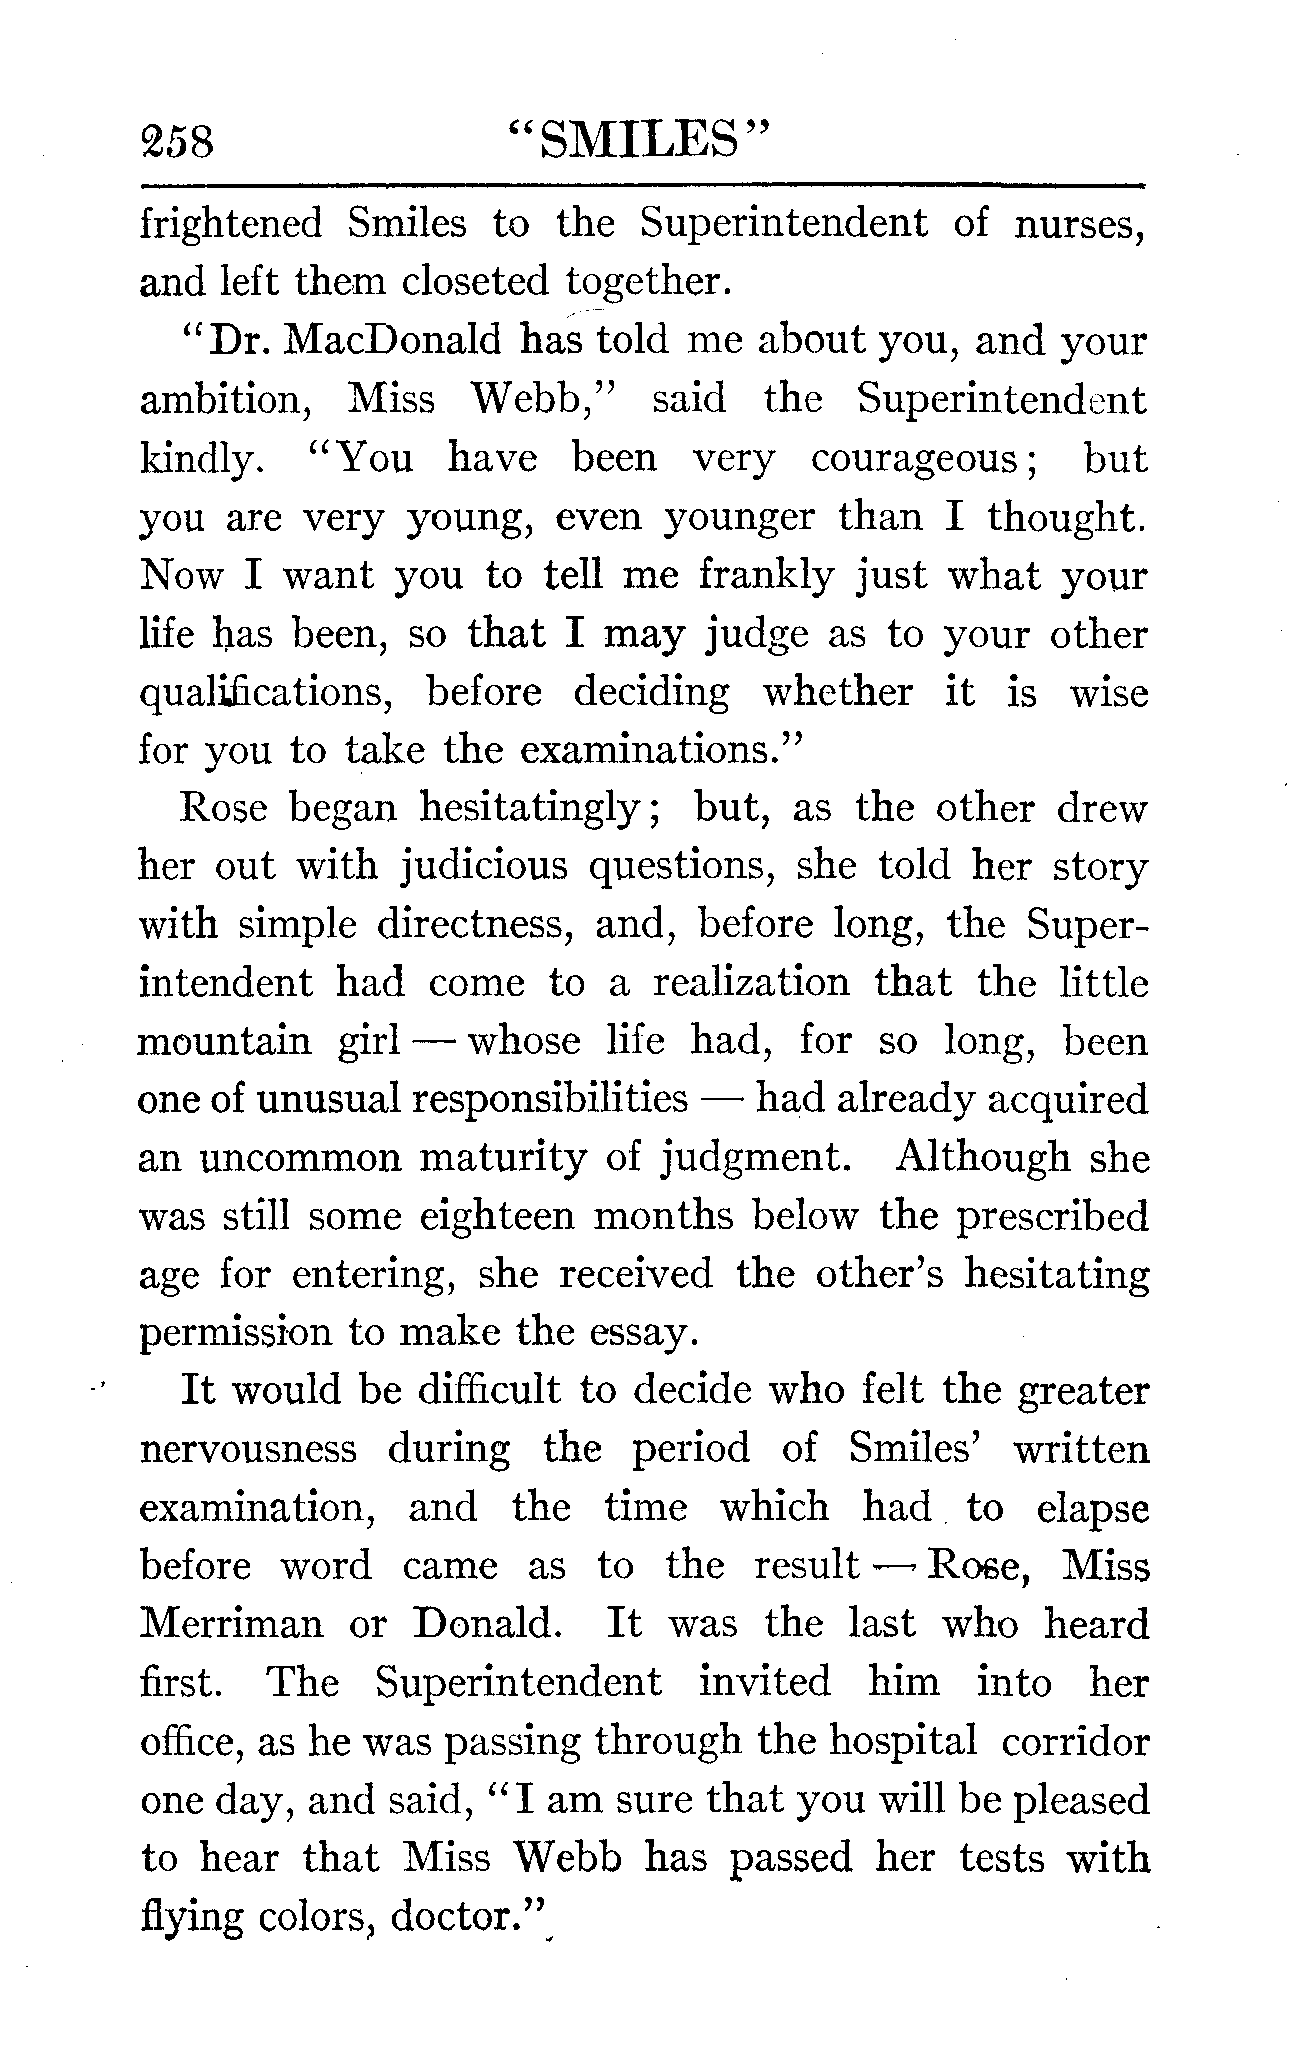 258 "SMILES"
frightened Smiles to the Superintendent of nurses,
and left them closeted together.
"Dr. MacDonald has told me about you, and your
ambition, Miss Webb," said the Superintendent
kindly. "You have been very courageous; but
you are very young, even younger than I thought.
Now I want you to tell me frankly just what your
life has been, so that I may judge as to your other
qualifications, before deciding whether it is wise
for you to take the examinations."
Rose began hesitatingly; but, as the other drew
her out with judicious questions, she told her story
with simple directness, and, before long, the Super-
intendent had come to a realization that the little
mountain girl — whose life had, for so long, been
one of unusual responsibilities — had already acquired
an uncommon maturity of judgment. Although she
was still some eighteen months below the prescribed
age for entering, she received the other's hesitating
permission to make the essay.
It would be difficult to decide who felt the greater
nervousness during the period of Smiles' written
examination, and the time which had to elapse
before word came as to the result — Rose, Miss
Merriman or Donald. It was the last who heard
first. The Superintendent invited him into her
office, as he was passing through the hospital corridor
one day, and said, "I am sure that you will be pleased
to hear that Miss Webb has passed her tests with
flying colors, doctor."